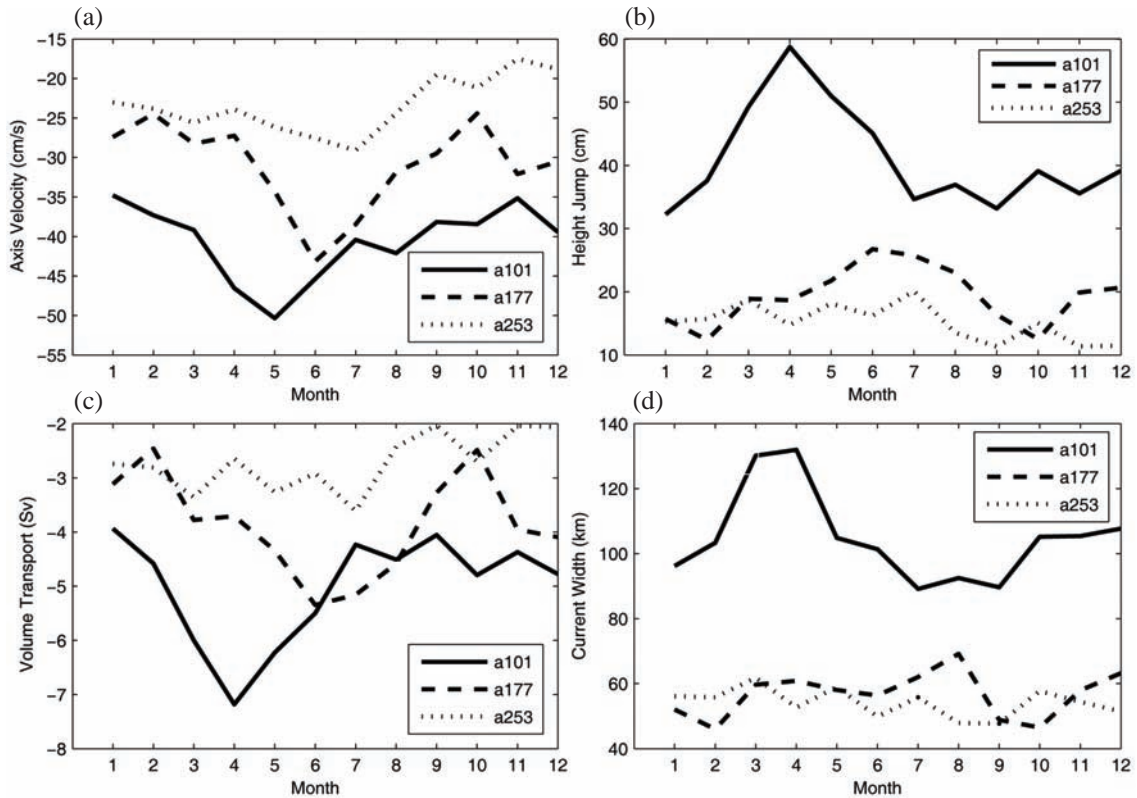 (a)
-15
-20
-25
-30
-35
-40
-45
-50
-55
Axis Velocity (cm/s)
a101
a177
a253
1 2 3 4 5 6 7 8 9 10 11 12
Month
(b)
60
50
40
30
20
10
Height Jump (cm)
a101
a177
a253
1 2 3 4 5 6 7 8 9 10 11 12
Month
(c)
-2
-3
-4
-5
-6
-7
-8
Volume Transport (Sv)
a101
a177
a253
1 2 3 4 5 6 7 8 9 10 11 12
Month
(d)
140
120
100
80
60
40
Current Width (km)
a101
a177
a253
1 2 3 4 5 6 7 8 9 10 11 12
Month